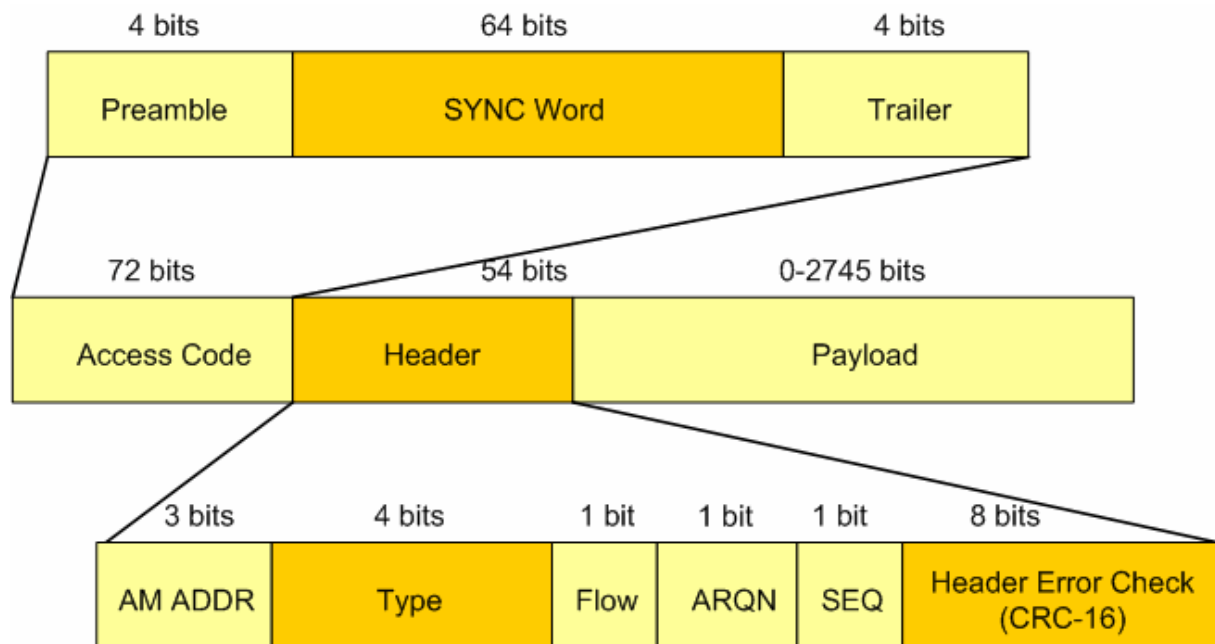 4 bits 64 bits 4 bits
Preamble SYNC Word Trailer
72 bits 54 bits 0-2745 bits
Access Code Header Payload
3 bits 4 bits 1 bit 1 bit 1 bit 8 bits
AM ADDR Type Flow ARQN SEQ Header Error Check
(CRC-16)